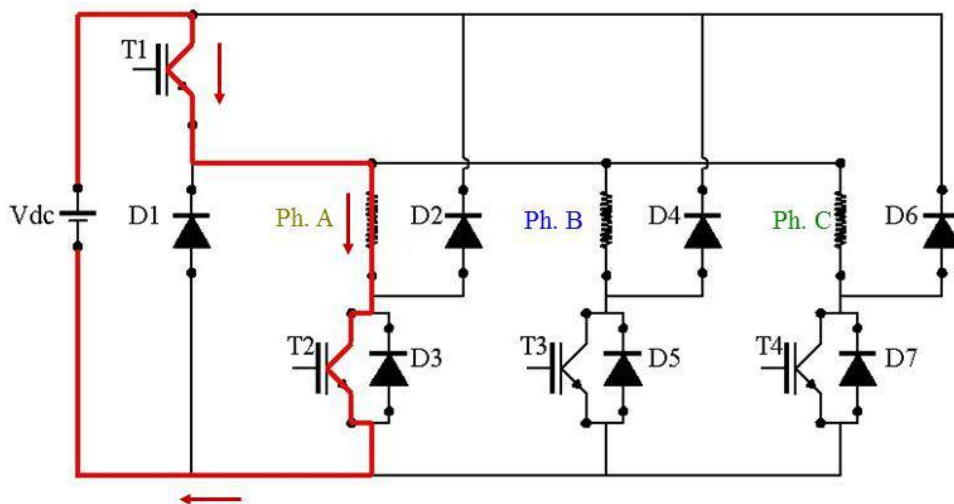 T1
Vdc
D1
Ph. A
D2
Ph. B
D4
Ph. C
D6
T2
D3
T3
D5
T4
D7